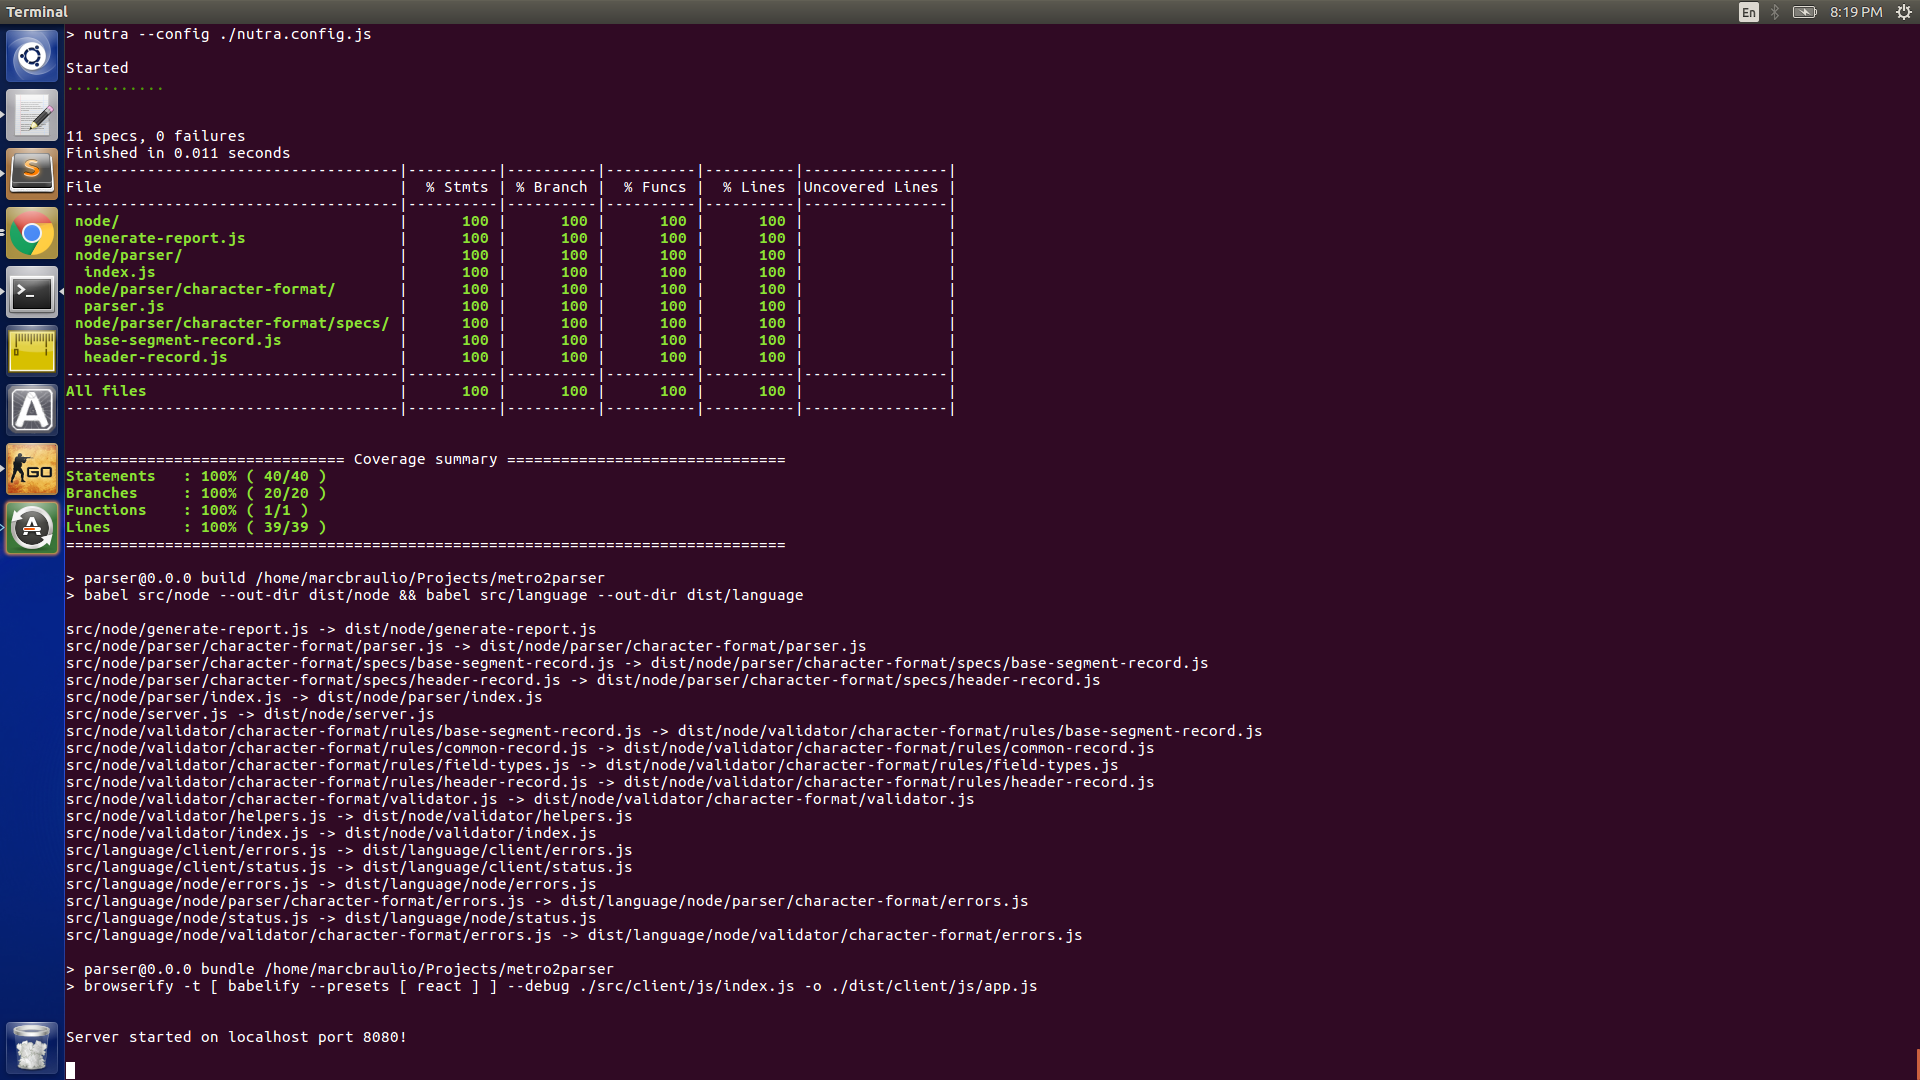 Terminal
En
8:19 PM
> nutra --config ./nutra.config.js
Started
...........
11 specs, 0 failures
Finished in 0.011 seconds
-------------------------------------|----------|----------|----------|----------|----------------|
File                                 |  % Stmts | % Branch |  % Funcs |  % Lines |Uncovered Lines |
-------------------------------------|----------|----------|----------|----------|----------------|
 node/                               |      100 |      100 |      100 |      100 |                |
  generate-report.js                 |      100 |      100 |      100 |      100 |                |
 node/parser/                        |      100 |      100 |      100 |      100 |                |
  index.js                           |      100 |      100 |      100 |      100 |                |
 node/parser/character-format/       |      100 |      100 |      100 |      100 |                |
  parser.js                          |      100 |      100 |      100 |      100 |                |
 node/parser/character-format/specs/ |      100 |      100 |      100 |      100 |                |
  base-segment-record.js             |      100 |      100 |      100 |      100 |                |
  header-record.js                   |      100 |      100 |      100 |      100 |                |
-------------------------------------|----------|----------|----------|----------|----------------|
All files                            |      100 |      100 |      100 |      100 |                |
-------------------------------------|----------|----------|----------|----------|----------------|
=============================== Coverage summary ===============================
Statements   : 100% ( 40/40 )
Branches     : 100% ( 20/20 )
Functions    : 100% ( 1/1 )
Lines        : 100% ( 39/39 )
================================================================================
> parser@0.0.0 build /home/marcbraulio/Projects/metro2parser
> babel src/node --out-dir dist/node && babel src/language --out-dir dist/language
src/node/generate-report.js -> dist/node/generate-report.js
src/node/parser/character-format/parser.js -> dist/node/parser/character-format/parser.js
src/node/parser/character-format/specs/base-segment-record.js -> dist/node/parser/character-format/specs/base-segment-record.js
src/node/parser/character-format/specs/header-record.js -> dist/node/parser/character-format/specs/header-record.js
src/node/parser/index.js -> dist/node/parser/index.js
src/node/server.js -> dist/node/server.js
src/node/validator/character-format/rules/base-segment-record.js -> dist/node/validator/character-format/rules/base-segment-record.js
src/node/validator/character-format/rules/common-record.js -> dist/node/validator/character-format/rules/common-record.js
src/node/validator/character-format/rules/field-types.js -> dist/node/validator/character-format/rules/field-types.js
src/node/validator/character-format/rules/header-record.js -> dist/node/validator/character-format/rules/header-record.js
src/node/validator/character-format/validator.js -> dist/node/validator/character-format/validator.js
src/node/validator/helpers.js -> dist/node/validator/helpers.js
src/node/validator/index.js -> dist/node/validator/index.js
src/language/client/errors.js -> dist/language/client/errors.js
src/language/client/status.js -> dist/language/client/status.js
src/language/node/errors.js -> dist/language/node/errors.js
src/language/node/parser/character-format/errors.js -> dist/language/node/parser/character-format/errors.js
src/language/node/status.js -> dist/language/node/status.js
src/language/node/validator/character-format/errors.js -> dist/language/node/validator/character-format/errors.js
> parser@0.0.0 bundle /home/marcbraulio/Projects/metro2parser
> browserify -t [ babelify --presets [ react ] ] --debug ./src/client/js/index.js -o ./dist/client/js/app.js
Server started on localhost port 8080!
S
>_
0 1
A
GO
A